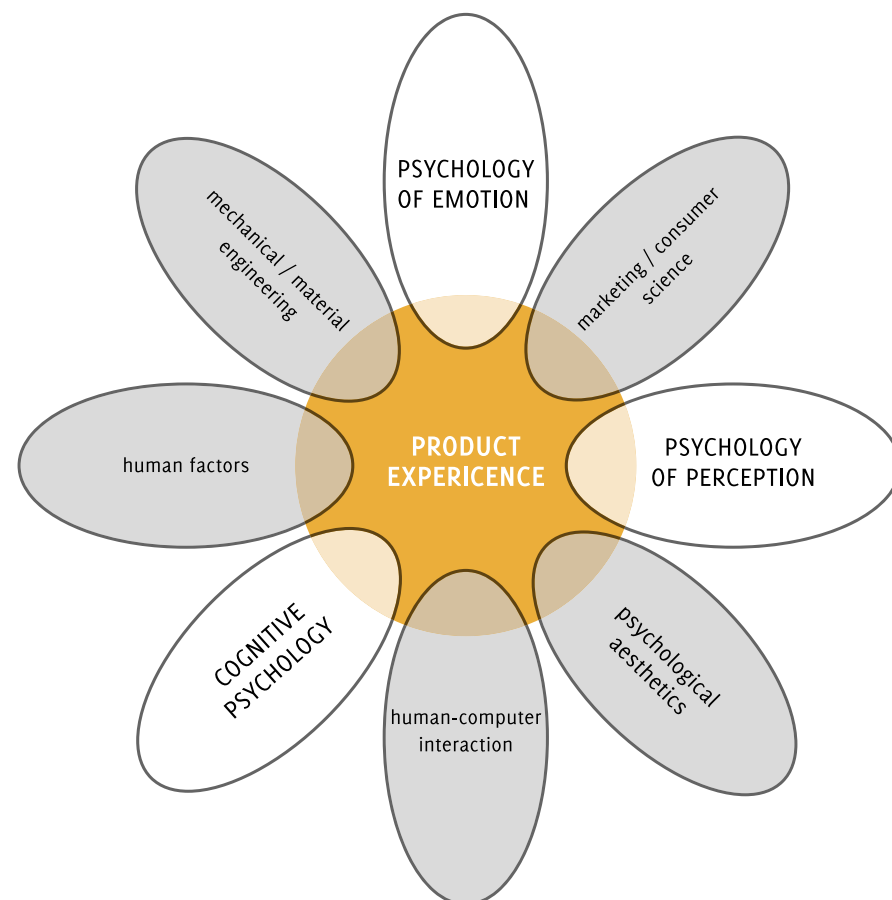 PSYCHOLOGY
OF EMOTION
mechanical / material
engineering
marketing / consumer
science
human factors
PRODUCT
EXPERICENCE
PSYCHOLOGY
OF PERCEPTION
COGNITIVE
PSYCHOLOGY
human-computer
interaction
psychological
aesthetics